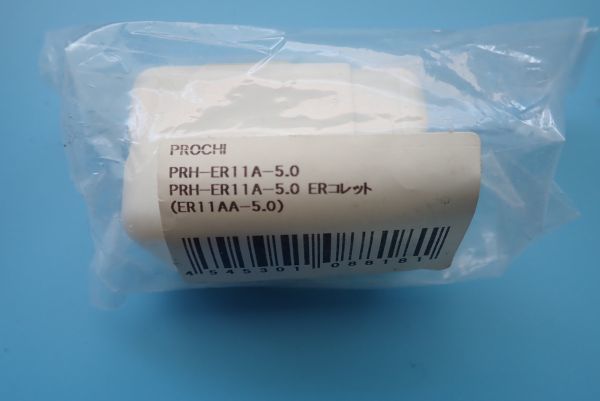 PROCHI
PRH-ER11A-5.0
PRH-ER11A-5.0 ERコレット
(ER11AA-5.0)
4 545301 088181